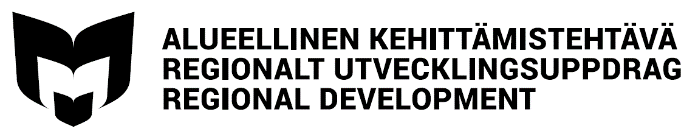 ALUEELLINEN KEHITTÄMISTEHTÄVÄ
REGIONALT UTVECKLINGSUPPDRAG
REGIONAL DEVELOPMENT